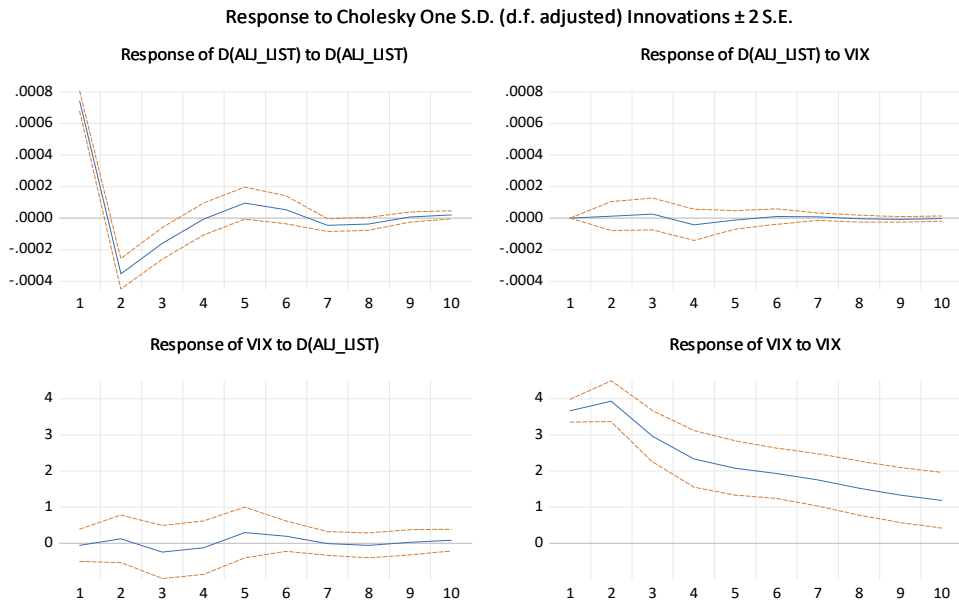 Response to Cholesky One S.D. (d.f. adjusted) Innovations ± 2 S.E.
Response of D(ALJ_LIST) to D(ALJ_LIST)
.0008
.0006
.0004
.0002
.0000
-.0002
-.0004
1 2 3 4 5 6 7 8 9 10
Response of D(ALJ_LIST) to VIX
.0008
.0006
.0004
.0002
.0000
-.0002
-.0004
1 2 3 4 5 6 7 8 9 10
Response of VIX to D(ALJ_LIST)
4
3
2
1
0
1 2 3 4 5 6 7 8 9 10
Response of VIX to VIX
4
3
2
1
0
1 2 3 4 5 6 7 8 9 10